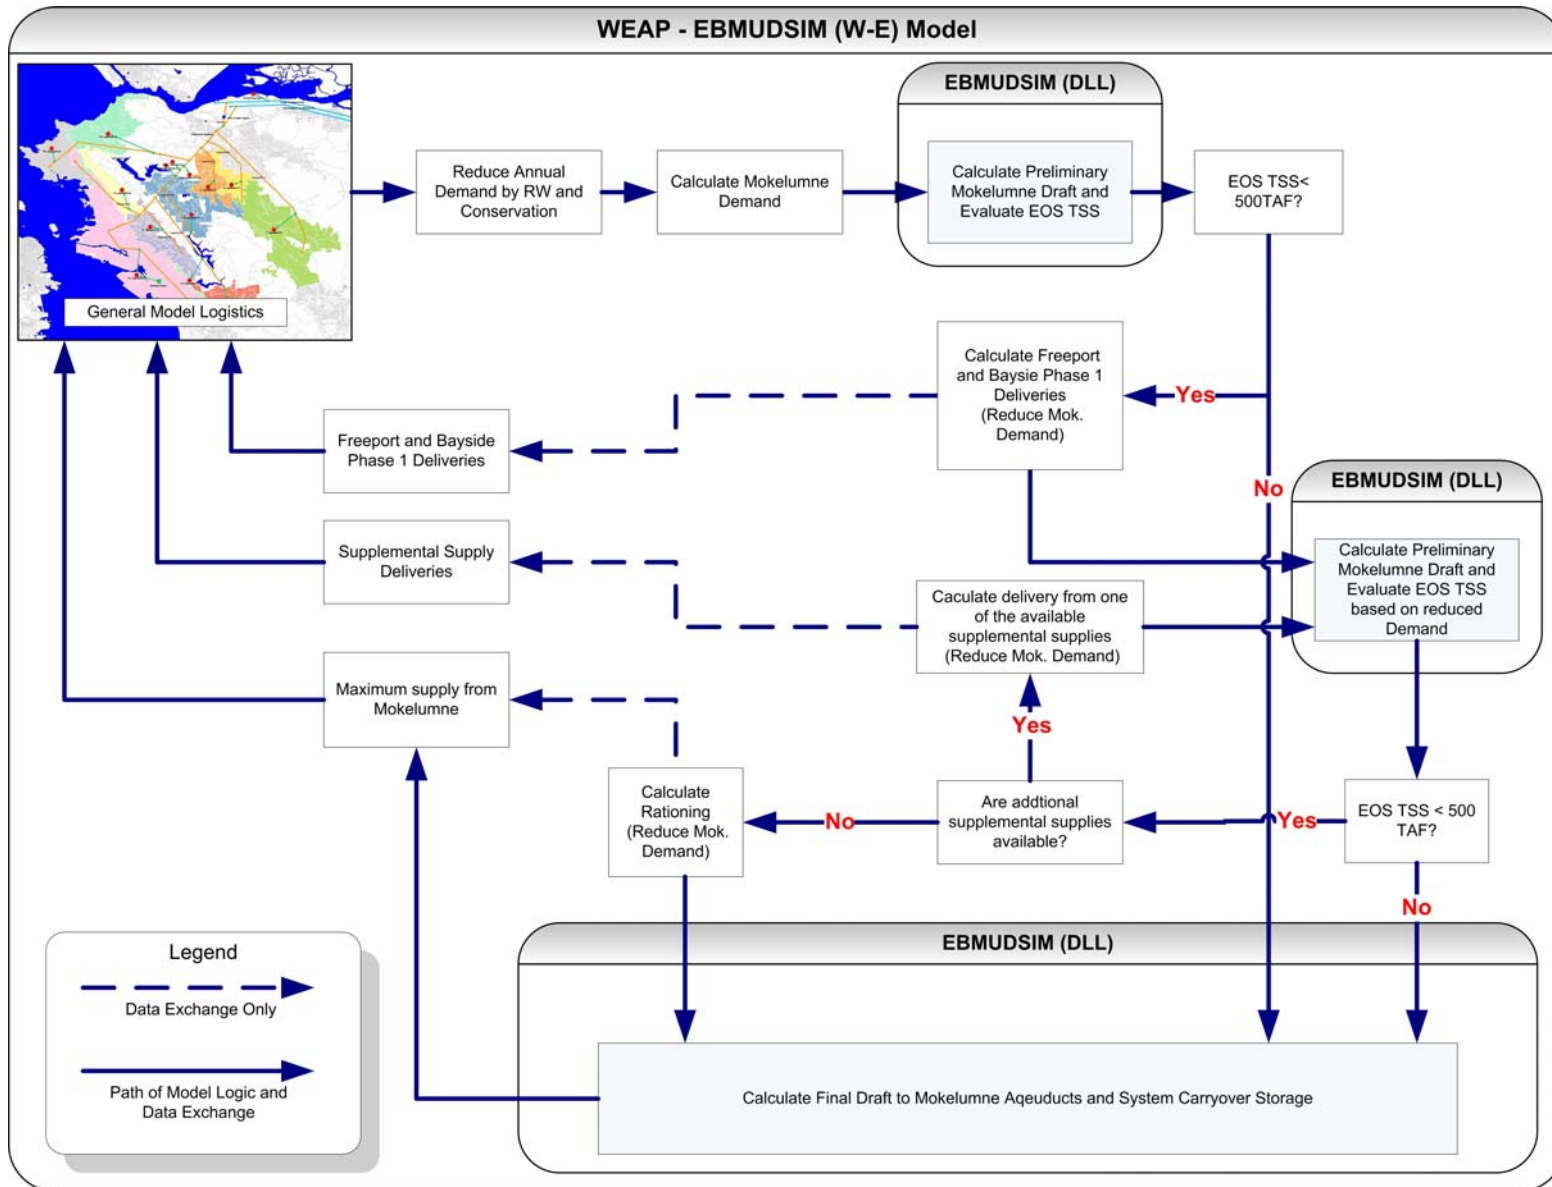 WEAP - EBMUDSIM (W-E) Model
General Model Logistics
Reduce Annual
Demand by RW and
Conservation
Calculate Mokelumne
Demand
EBMUDSIM (DLL)
Calculate Preliminary
Mokelumne Draft and
Evaluate EOS TSS
EOS TSS<
500TAF?
Calculate Freeport
and Baysie Phase 1
Deliveries
(Reduce Mok.
Demand)
Yes
No
Freeport and Bayside
Phase 1 Deliveries
EBMUDSIM (DLL)
Calculate Preliminary
Mokelumne Draft and
Evaluate EOS TSS
based on reduced
Demand
Supplemental Supply
Deliveries
Caculate delivery from one
of the available
supplemental supplies
(Reduce Mok. Demand)
Maximum supply from
Mokelumne
Yes
Calculate
Rationing
(Reduce Mok.
Demand)
No
Are addtional
supplemental supplies
available?
Yes
EOS TSS < 500
TAF?
No
EBMUDSIM (DLL)
Calculate Final Draft to Mokelumne Aqeuducts and System Carryover Storage
Legend
Data Exchange Only
Path of Model Logic and
Data Exchange